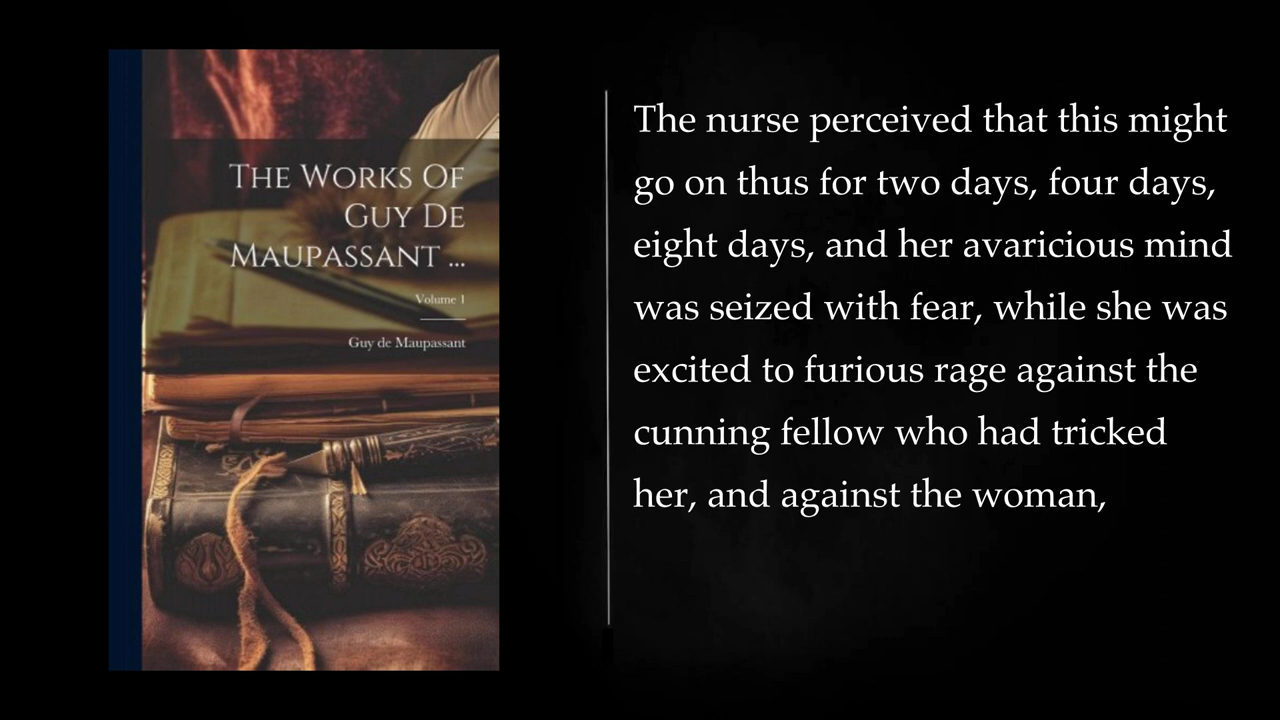 The Works Of
Guy De
Maupassant ...
Volume 1
Guy de Maupassant
The nurse perceived that this might
go on thus for two days, four days,
eight days, and her avaricious mind
was seized with fear, while she was
excited to furious rage against the
cunning fellow who had tricked
her, and against the woman,